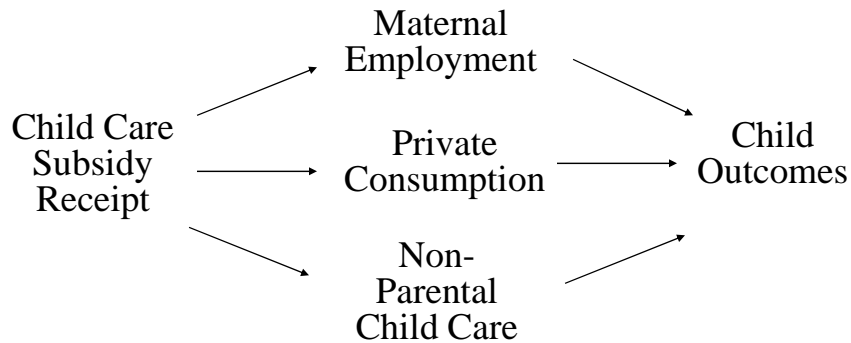 Maternal
Employment
Child Care
Subsidy
Receipt
Private
Consumption
Child
Outcomes
Non-
Parental
Child Care